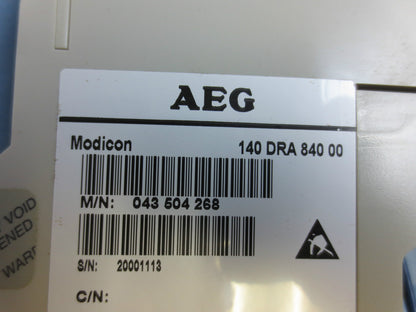 AEG
Modicon 140 DRA 840 00
M/N: 043 504 268
S/N: 20001113
C/N:
VOID
ENED
WARR